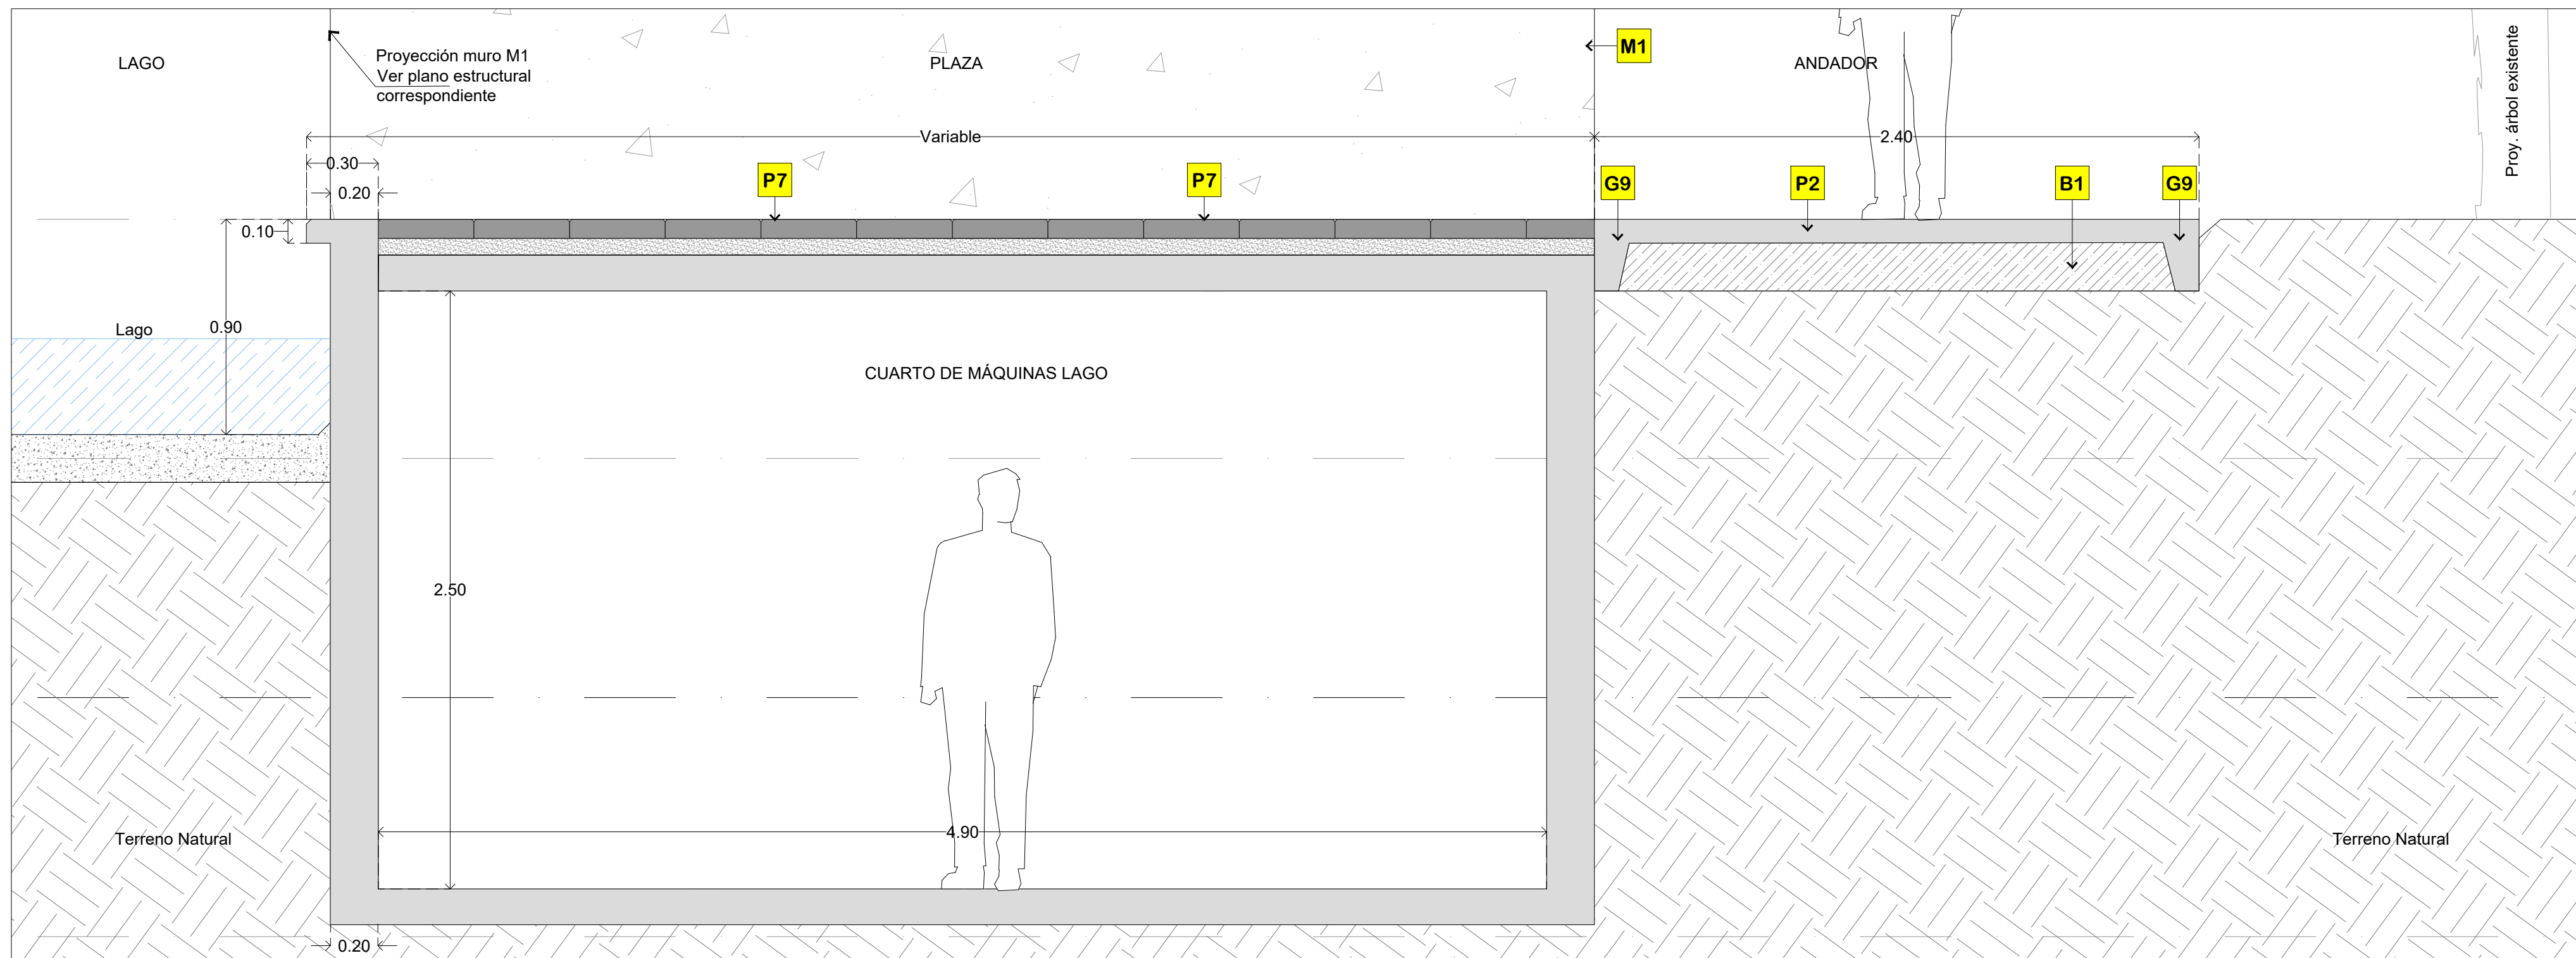 LAGO
Proyección muro M1
Ver plano estructural
correspondiente
PLAZA
M1
ANDADOR
Proy. árbol existente
Variable
2.40
0.30
0.20
P7
P7
G9
P2
B1
G9
0.10
Lago
0.90
CUARTO DE MÁQUINAS LAGO
2.50
4.90
Terreno Natural
Terreno Natural
0.20